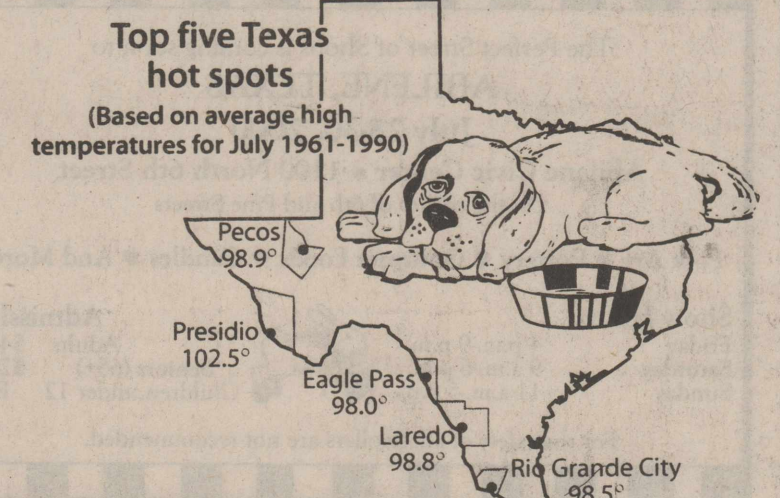 Top five Texas
hot spots
(Based on average high
temperatures for July 1961-1990)
Pecos
98.9°
Presidio
102.5°
Eagle Pass
98.0°
Laredo
98.8°
Rio Grande City
98.5°